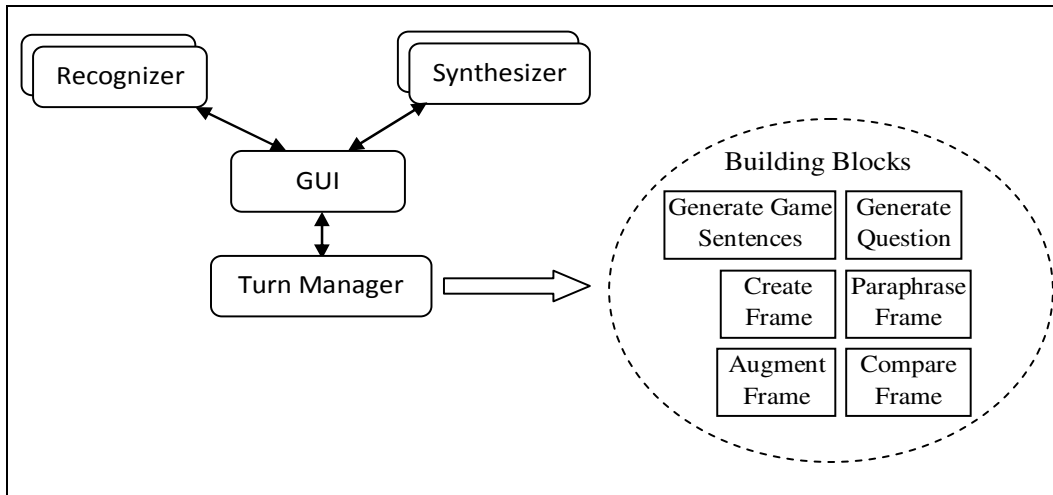 Recognizer
Synthesizer
GUI
Turn Manager
Building Blocks
Generate Game
Sentences
Generate
Question
Create
Frame
Paraphrase
Frame
Augment
Frame
Compare
Frame